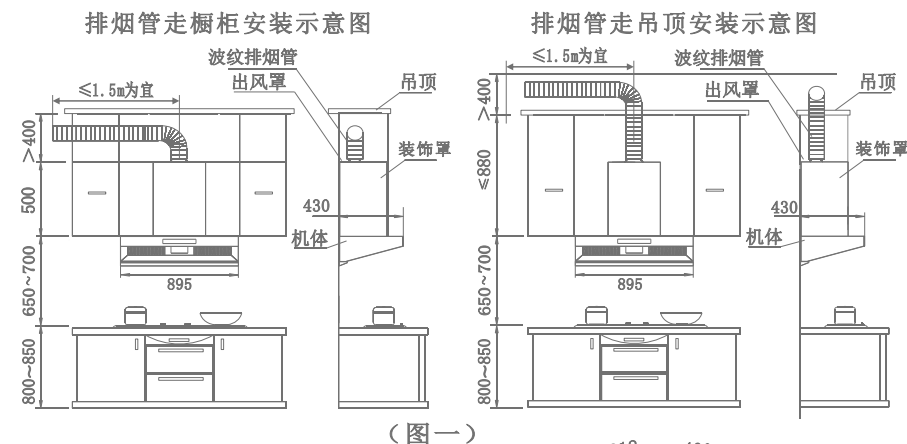 排烟管走橱柜安装示意图
波纹排烟管
≤1.5m为宜
出风罩
吊顶
>400
装饰罩
500
430
机体
650~700
895
800~850
排烟管走吊顶安装示意图
≤1.5m为宜
波纹排烟管
出风罩
吊顶
>400
装饰罩
≤880
430
机体
650~700
895
800~850
(图一)